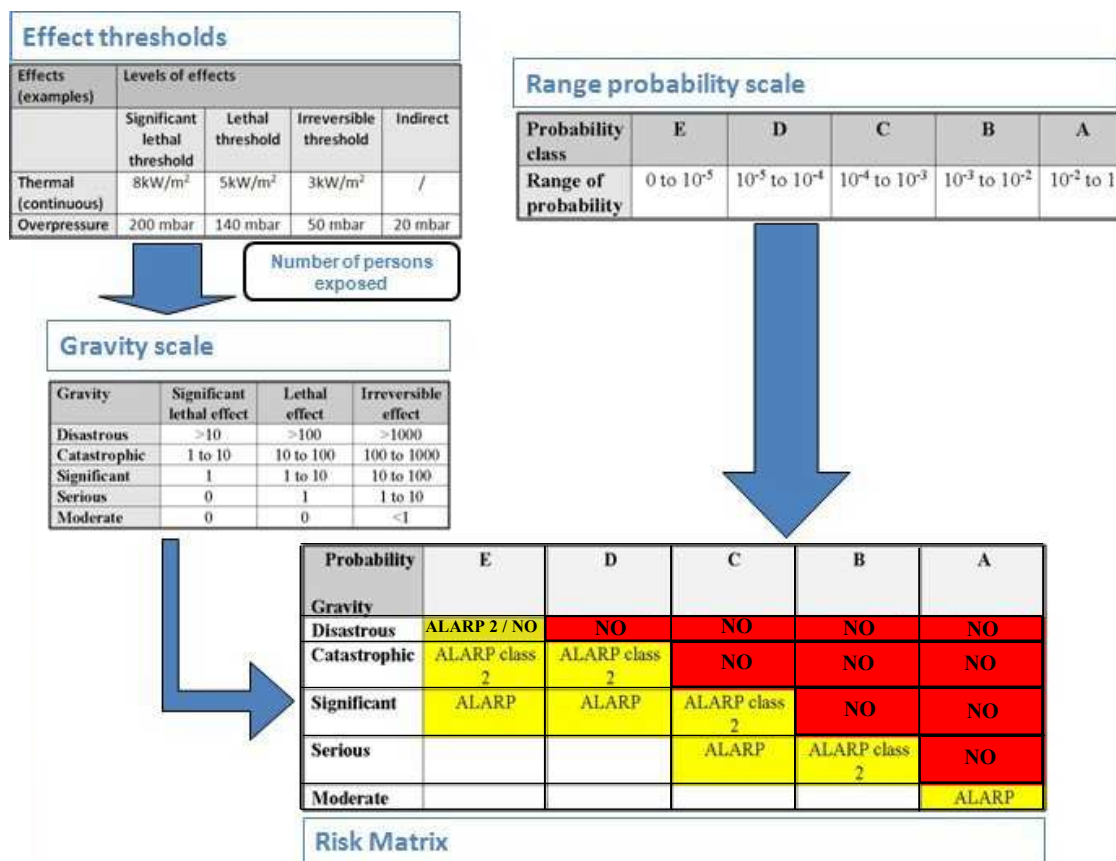 Effect thresholds
Effects (examples) Levels of effects
Significant lethal threshold Lethal threshold Irreversible threshold Indirect
Thermal (continuous) 8kW/m² 5kW/m² 3kW/m² /
Overpressure 200 mbar 140 mbar 50 mbar 20 mbar
Number of persons
exposed
Range probability scale
Probability class E D C B A
Range of probability 0 to 10⁻⁵ 10⁻⁵ to 10⁻⁴ 10⁻⁴ to 10⁻³ 10⁻³ to 10⁻² 10⁻² to 1
Gravity scale
Gravity Significant lethal effect Lethal effect Irreversible effect
Disastrous >10 >100 >1000
Catastrophic 1 to 10 10 to 100 100 to 1000
Significant 1 1 to 10 10 to 100
Serious 0 1 1 to 10
Moderate 0 0 <1
Probability E D C B A
Gravity
Disastrous ALARP 2 / NO NO NO NO NO
Catastrophic ALARP class 2 ALARP class 2 NO NO NO
Significant ALARP ALARP ALARP class 2 NO NO
Serious ALARP ALARP class 2 NO
Moderate ALARP
Risk Matrix